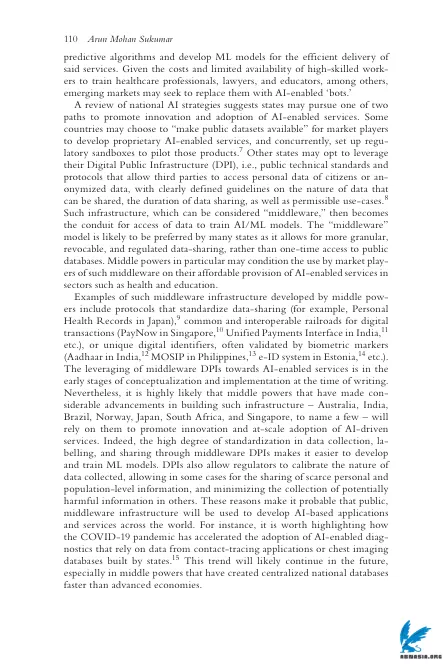 110 Arun Mohan Sukumar
predictive algorithms and develop ML models for the efficient delivery of
said services. Given the costs and limited availability of high-skilled work-
ers to train healthcare professionals, lawyers, and educators, among others,
emerging markets may seek to replace them with AI-enabled ‘bots.’
A review of national AI strategies suggests states may pursue one of two
paths to promote innovation and adoption of AI-enabled services. Some
countries may choose to “make public datasets available” for market players
to develop proprietary AI-enabled services, and concurrently, set up regu-
latory sandboxes to pilot those products.7 Other states may opt to leverage
their Digital Public Infrastructure (DPI), i.e., public technical standards and
protocols that allow third parties to access personal data of citizens or an-
onymized data, with clearly defined guidelines on the nature of data that
can be shared, the duration of data sharing, as well as permissible use-cases.8
Such infrastructure, which can be considered “middleware,” then becomes
the conduit for access of data to train AI/ML models. The “middleware”
model is likely to be preferred by many states as it allows for more granular,
revocable, and regulated data-sharing, rather than one-time access to public
databases. Middle powers in particular may condition the use by market play-
ers of such middleware on their affordable provision of AI-enabled services in
sectors such as health and education.
Examples of such middleware infrastructure developed by middle pow-
ers include protocols that standardize data-sharing (for example, Personal
Health Records in Japan),9 common and interoperable railroads for digital
transactions (PayNow in Singapore,10 Unified Payments Interface in India,11
etc.), or unique digital identifiers, often validated by biometric markers
(Aadhaar in India,12 MOSIP in Philippines,13 e-ID system in Estonia,14 etc.).
The leveraging of middleware DPIs towards AI-enabled services is in the
early stages of conceptualization and implementation at the time of writing.
Nevertheless, it is highly likely that middle powers that have made con-
siderable advancements in building such infrastructure – Australia, India,
Brazil, Norway, Japan, South Africa, and Singapore, to name a few – will
rely on them to promote innovation and at-scale adoption of AI-driven
services. Indeed, the high degree of standardization in data collection, la-
belling, and sharing through middleware DPIs makes it easier to develop
and train ML models. DPIs also allow regulators to calibrate the nature of
data collected, allowing in some cases for the sharing of scarce personal and
population-level information, and minimizing the collection of potentially
harmful information in others. These reasons make it probable that public,
middleware infrastructure will be used to develop AI-based applications
and services across the world. For instance, it is worth highlighting how
the COVID-19 pandemic has accelerated the adoption of AI-enabled diag-
nostics that rely on data from contact-tracing applications or chest imaging
databases built by states.15 This trend will likely continue in the future,
especially in middle powers that have created centralized national databases
faster than advanced economies.